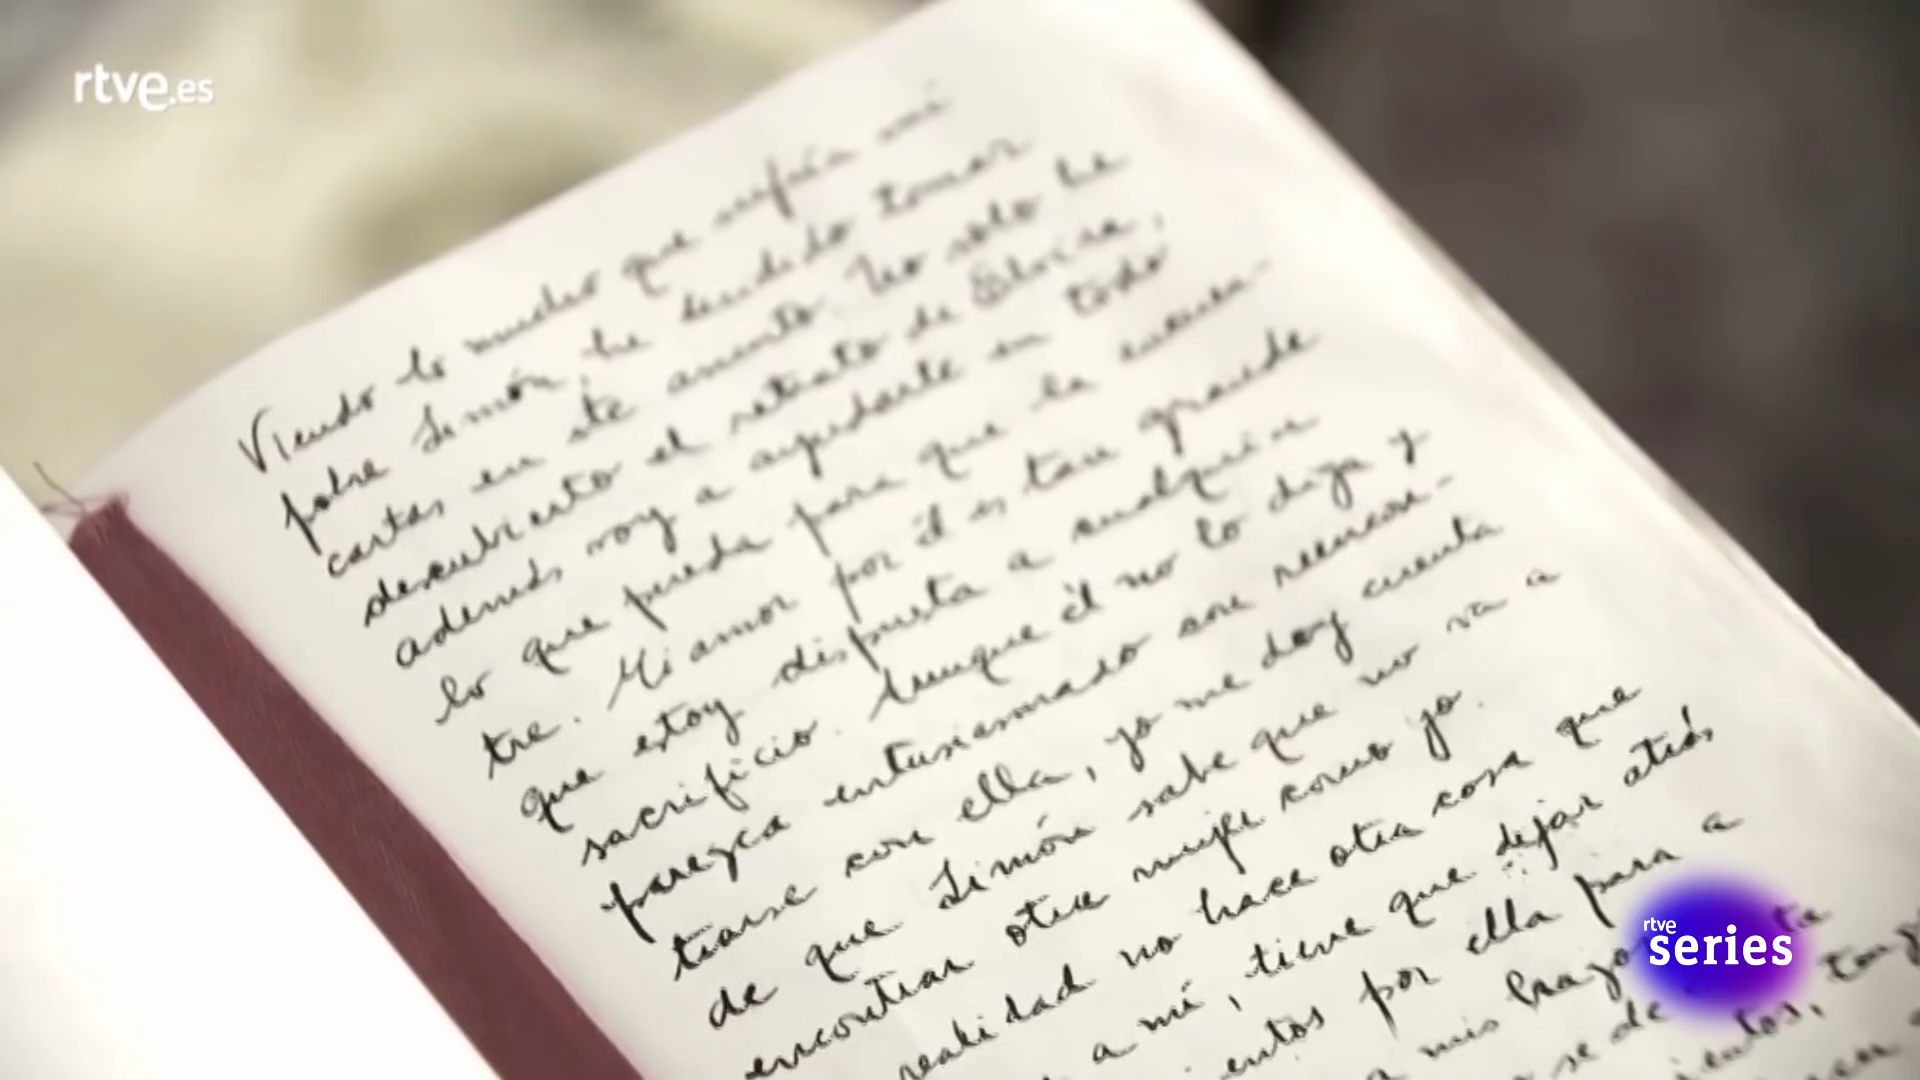 rtve.es
Viendo lo mucho que sufría mi
pobre Simón, he decidido tomar
cartas en este asunto. No sólo he
descubierto el retrato de Elvira,
además voy a ayudarle en todo
lo que pueda para que la encuen-
tre. Mi amor por él es tan grande
que estoy dispuesta a cualquier
sacrificio. Aunque él no lo diga y
parezca entusiasmado con reencon-
trarse con ella, yo me doy cuenta
de que Simón sabe que no va a
encontrar otra mujer como yo.
realidad no hace otra cosa que
a mí, tiene que dejar atrás
por ella para a
mis
se de
rtve
series